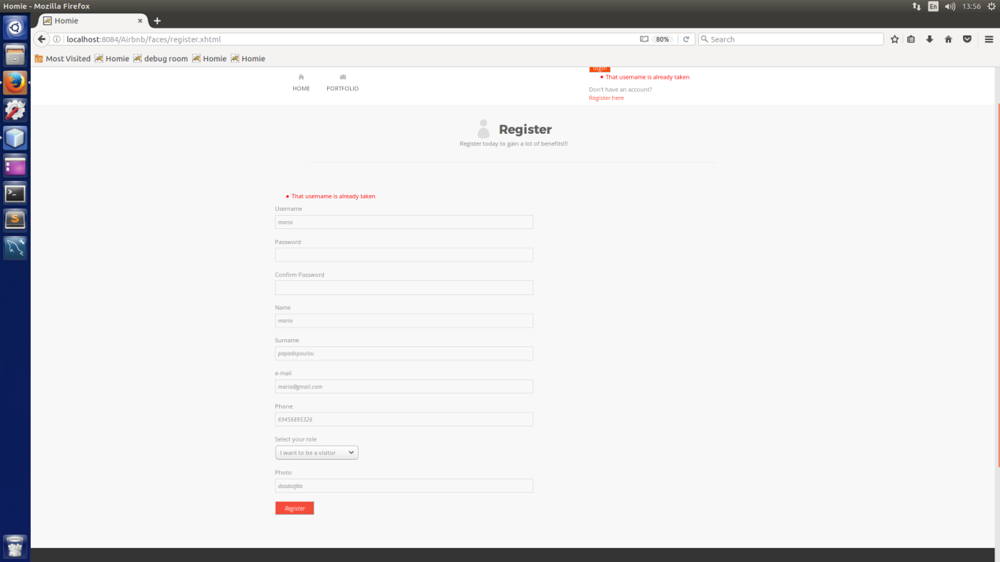 Homie - Mozilla Firefox
En
13:56
Homie
localhost:8084/Airbnb/faces/register.xhtml
80%
Search
Most Visited Homie debug room Homie Homie
login
That username is already taken
HOME PORTFOLIO
Don't have an account?
Register here
Register
Register today to gain a lot of benefits!!!
That username is already taken
Username
maria
Password
Confirm Password
Name
maria
Surname
papadopoulou
e-mail
maria@gmail.com
Phone
69456895326
Select your role
I want to be a visitor
Photo
dasdasfda
Register